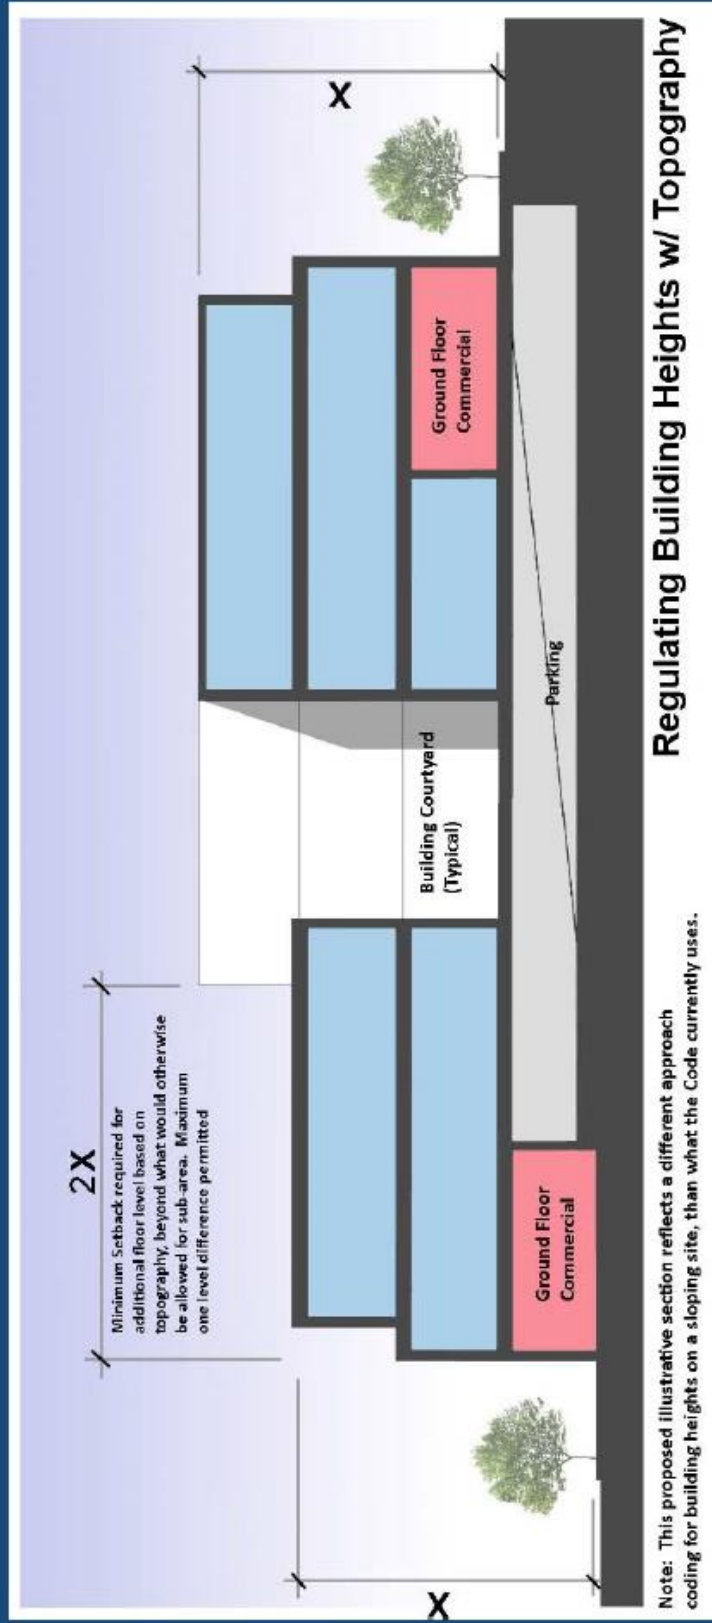 2X
Minimum Setback required for
additional floor level based on
topography, beyond what would otherwise
be allowed for sub-area. Maximum
one level difference permitted
X
X
Building Courtyard
(Typical)
Ground Floor
Commercial
Ground Floor
Commercial
Parking
Note: This proposed illustrative section reflects a different approach
coding for building heights on a sloping site, than what the Code currently uses.
Regulating Building Heights w/ Topography